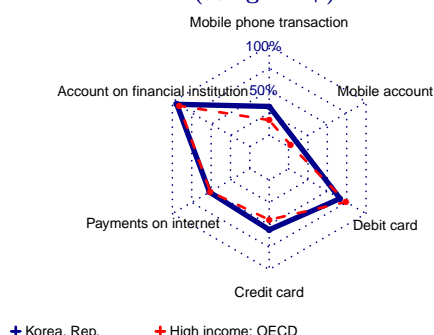 Mobile phone transaction
100%
Account on financial institution
50%
Mobile account
Payments on internet
Debit card
Credit card
Korea, Rep.
High income: OECD